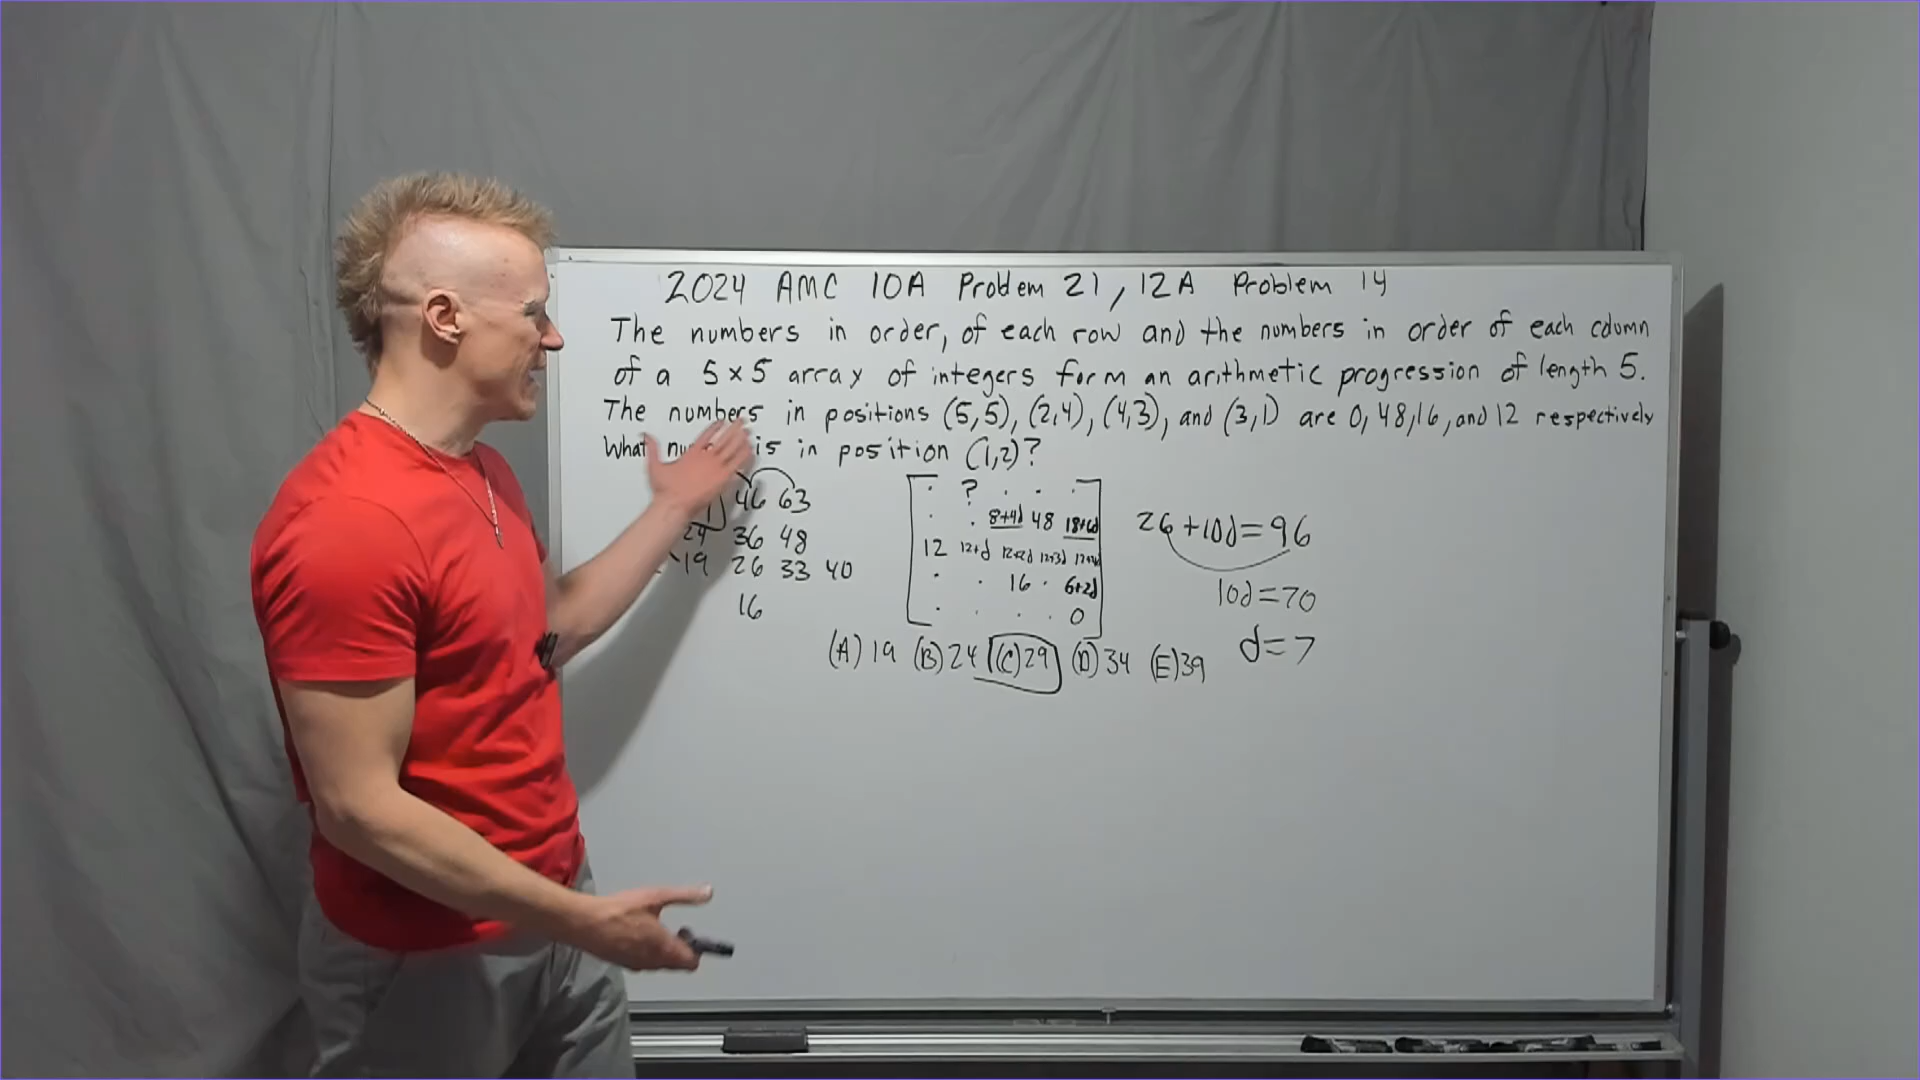 2024 AMC 10A Problem 21, 12A Problem 14
The numbers in order, of each row and the numbers in order of each column
of a 5×5 array of integers form an arithmetic progression of length 5.
The numbers in positions (5,5), (2,4), (4,3), and (3,1) are 0, 48, 16, and 12 respectively
What is in position (1,2)?
46 63
24 36 48
19 26 33 40
16
. ? . . .
. . 8+4d 48 18+6d
12 12+d 12+2d 12+3d 12+4d
. . 16 . 6+2d
. . . . 0
26+10d=96
10d=70
d=7
(A) 19 (B) 24 (C) 29 (D) 34 (E) 39